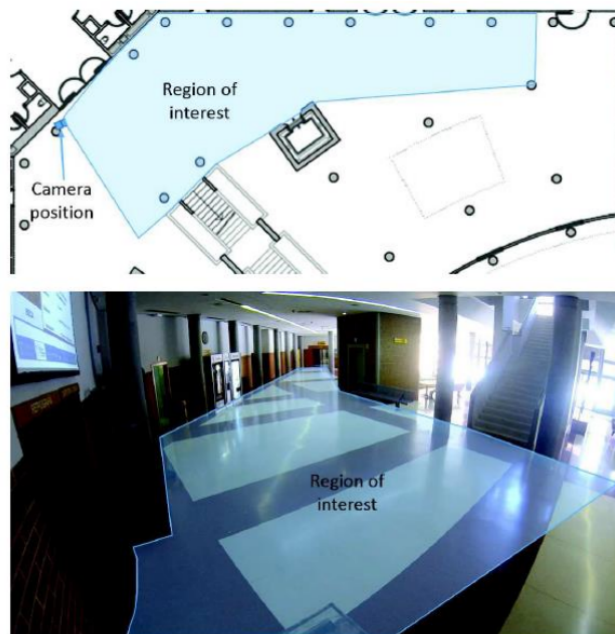 Region of
interest
Camera
position
Region of
interest